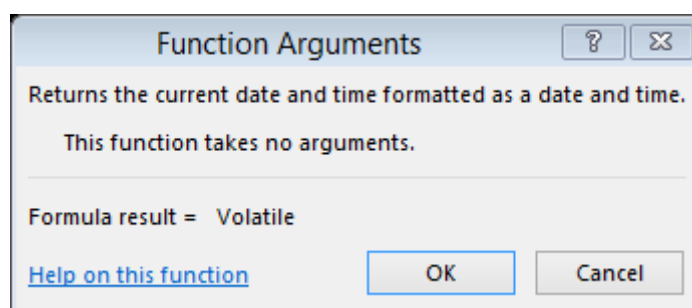 Function Arguments
Returns the current date and time formatted as a date and time.
This function takes no arguments.
Formula result = Volatile
Help on this function
OK
Cancel